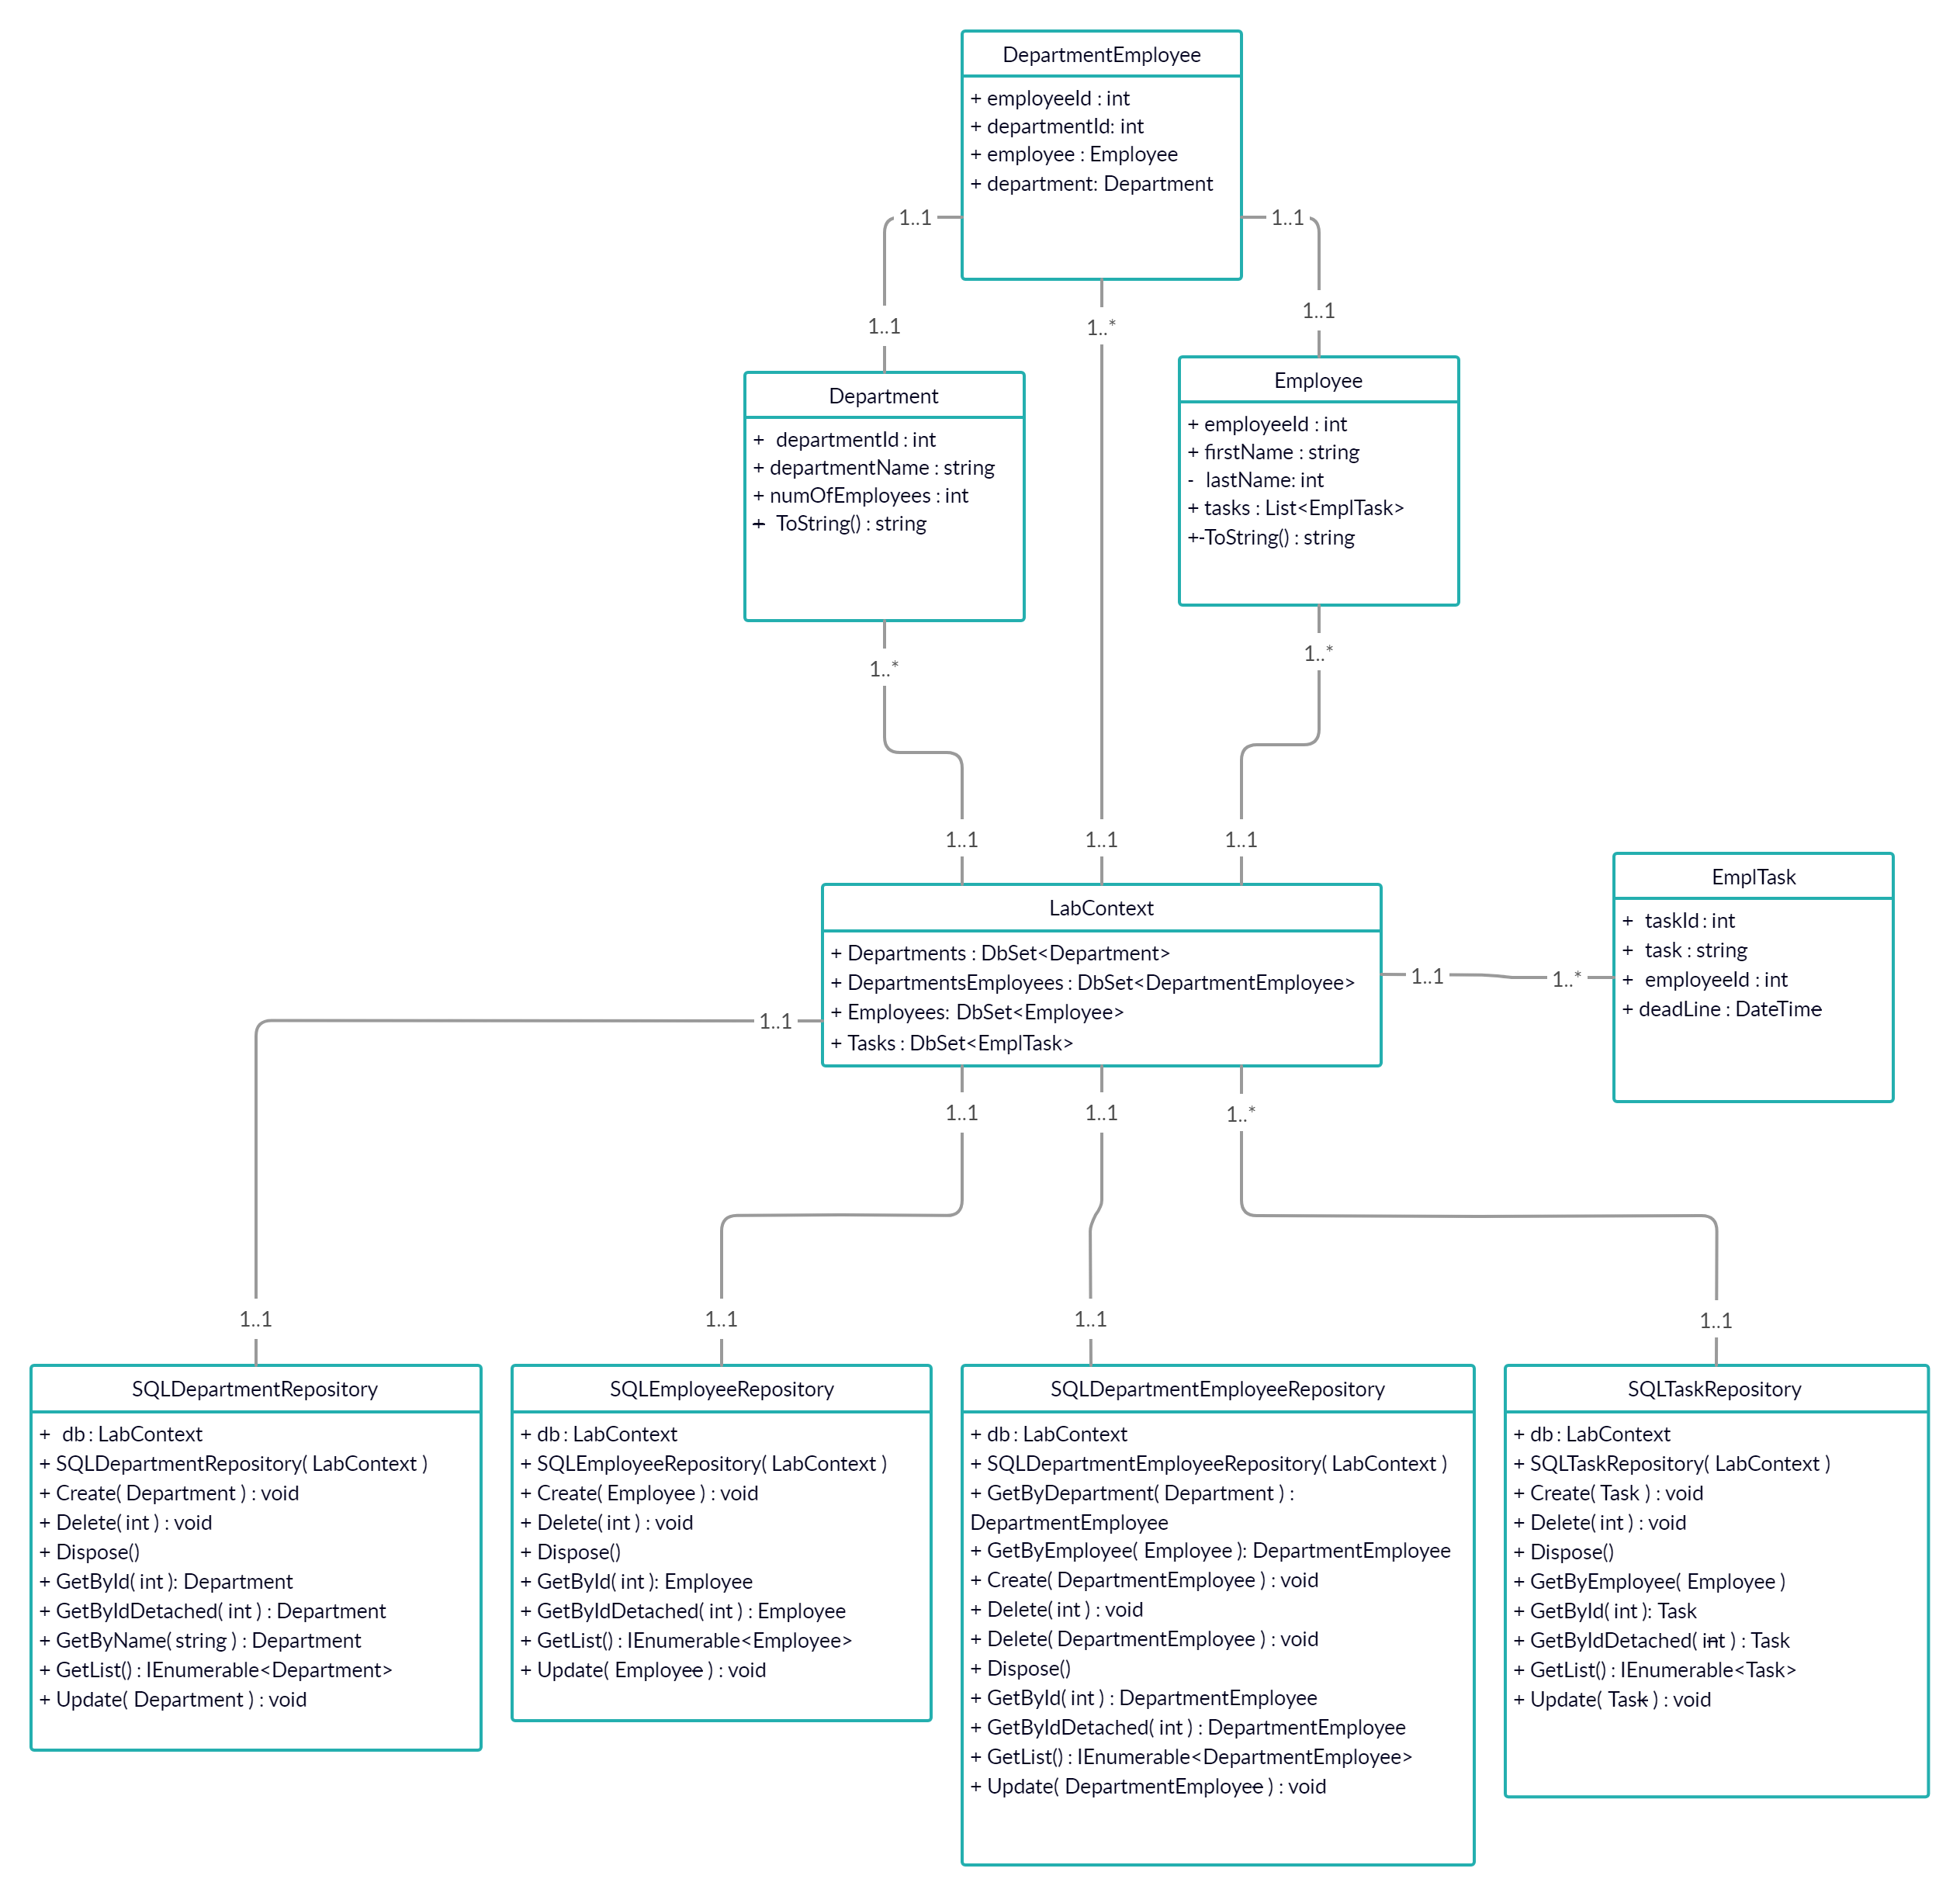 DepartmentEmployee
+ employeeId : int
+ departmentId: int
+ employee : Employee
+ department: Department
1..1
1..1
1..1
1..*
1..1
Department
+ departmentId : int
+ departmentName : string
+ numOfEmployees : int
+ ToString() : string
Employee
+ employeeId : int
+ firstName : string
- lastName: int
+ tasks : List<EmplTask>
+-ToString() : string
1..*
1..*
1..1
1..1
1..1
LabContext
+ Departments : DbSet<Department>
+ DepartmentsEmployees : DbSet<DepartmentEmployee>
+ Employees: DbSet<Employee>
+ Tasks : DbSet<EmplTask>
1..1
1..*
EmplTask
+ taskId : int
+ task : string
+ employeeId : int
+ deadLine : DateTime
1..1
1..1
1..1
1..*
1..1
1..1
1..1
1..1
SQLDepartmentRepository
+ db : LabContext
+ SQLDepartmentRepository( LabContext )
+ Create( Department ) : void
+ Delete( int ) : void
+ Dispose()
+ GetById( int ): Department
+ GetByIdDetached( int ) : Department
+ GetByName( string ) : Department
+ GetList() : IEnumerable<Department>
+ Update( Department ) : void
SQLEmployeeRepository
+ db : LabContext
+ SQLEmployeeRepository( LabContext )
+ Create( Employee ) : void
+ Delete( int ) : void
+ Dispose()
+ GetById( int ): Employee
+ GetByIdDetached( int ) : Employee
+ GetList() : IEnumerable<Employee>
+ Update( Employee ) : void
SQLDepartmentEmployeeRepository
+ db : LabContext
+ SQLDepartmentEmployeeRepository( LabContext )
+ GetByDepartment( Department ) :
DepartmentEmployee
+ GetByEmployee( Employee ): DepartmentEmployee
+ Create( DepartmentEmployee ) : void
+ Delete( int ) : void
+ Delete( DepartmentEmployee ) : void
+ Dispose()
+ GetById( int ) : DepartmentEmployee
+ GetByIdDetached( int ) : DepartmentEmployee
+ GetList() : IEnumerable<DepartmentEmployee>
+ Update( DepartmentEmployee ) : void
SQLTaskRepository
+ db : LabContext
+ SQLTaskRepository( LabContext )
+ Create( Task ) : void
+ Delete( int ) : void
+ Dispose()
+ GetByEmployee( Employee )
+ GetById( int ): Task
+ GetByIdDetached( int ) : Task
+ GetList() : IEnumerable<Task>
+ Update( Task ) : void